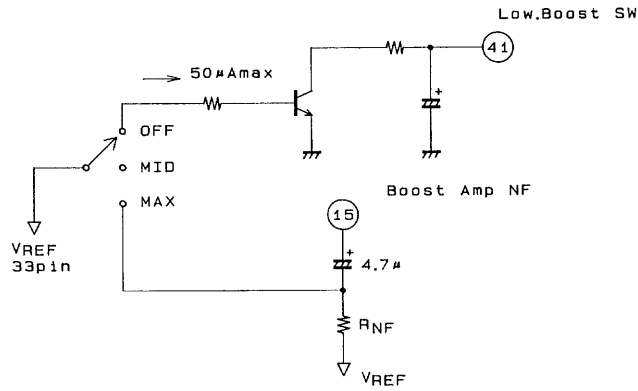 Low.Boost SW
41
50μAmax
OFF
MID
MAX
Boost Amp NF
15
VREF
33pin
4.7μ
RNF
VREF